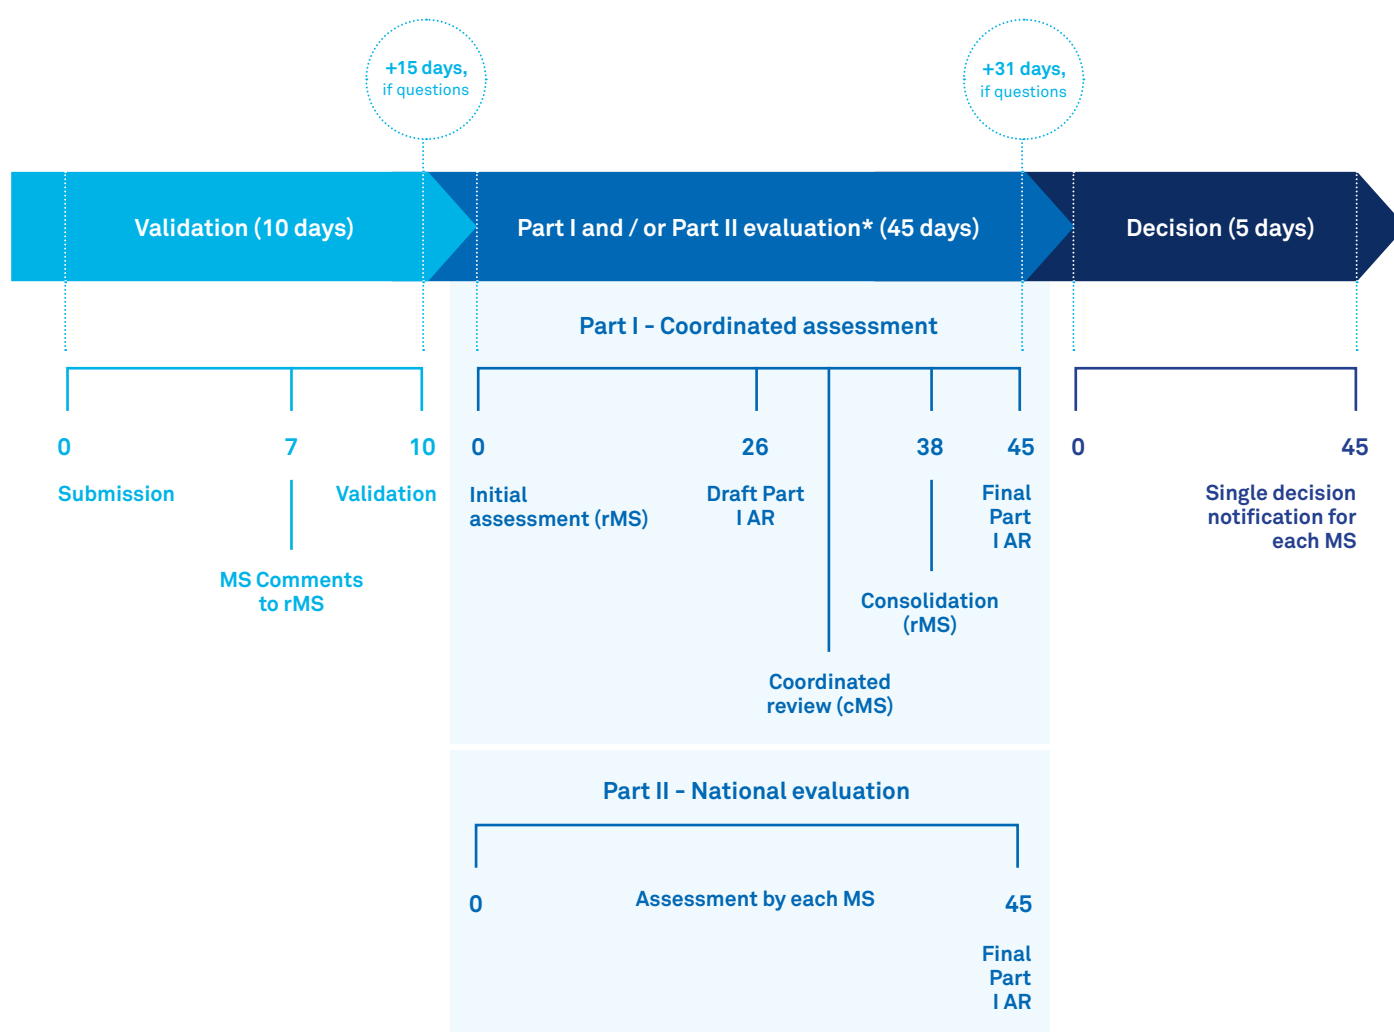 +15 days,
if questions
+31 days,
if questions
Validation (10 days)
Part I and / or Part II evaluation* (45 days)
Decision (5 days)
Part I - Coordinated assessment
0
7
10
0
26
38
45
0
45
Submission
Validation
Initial
assessment (rMS)
Draft Part
I AR
Final
Part
I AR
Single decision
notification for
each MS
MS Comments
to rMS
Consolidation
(rMS)
Coordinated
review (cMS)
Part II - National evaluation
0
Assessment by each MS
45
Final
Part
I AR